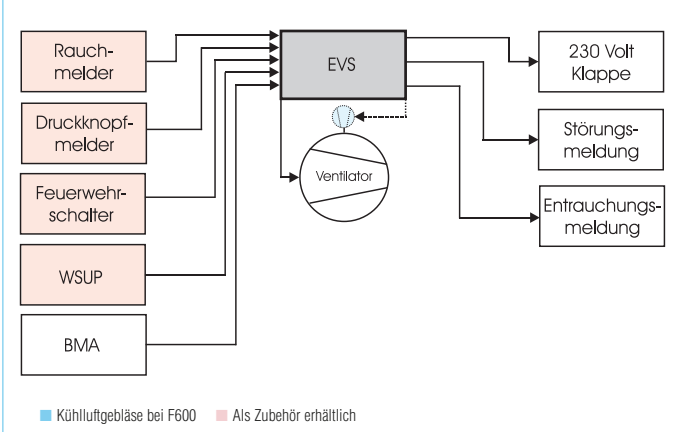 Rauch-
melder
Druckknopf-
melder
Feuerwehr-
schalter
WSUP
BMA
EVS
Ventilator
230 Volt
Klappe
Störungs-
meldung
Entrauchungs-
meldung
Kühlluftgebläse bei F600
Als Zubehör erhältlich